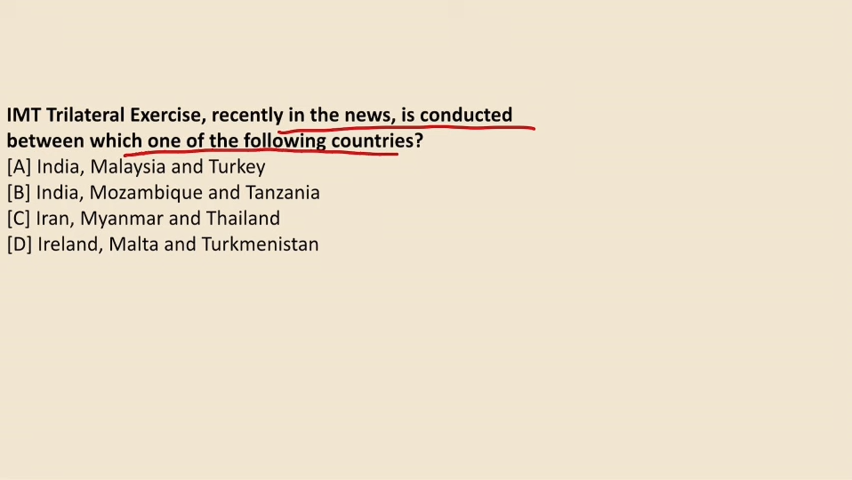 IMT Trilateral Exercise, recently in the news, is conducted
between which one of the following countries?
[A] India, Malaysia and Turkey
[B] India, Mozambique and Tanzania
[C] Iran, Myanmar and Thailand
[D] Ireland, Malta and Turkmenistan